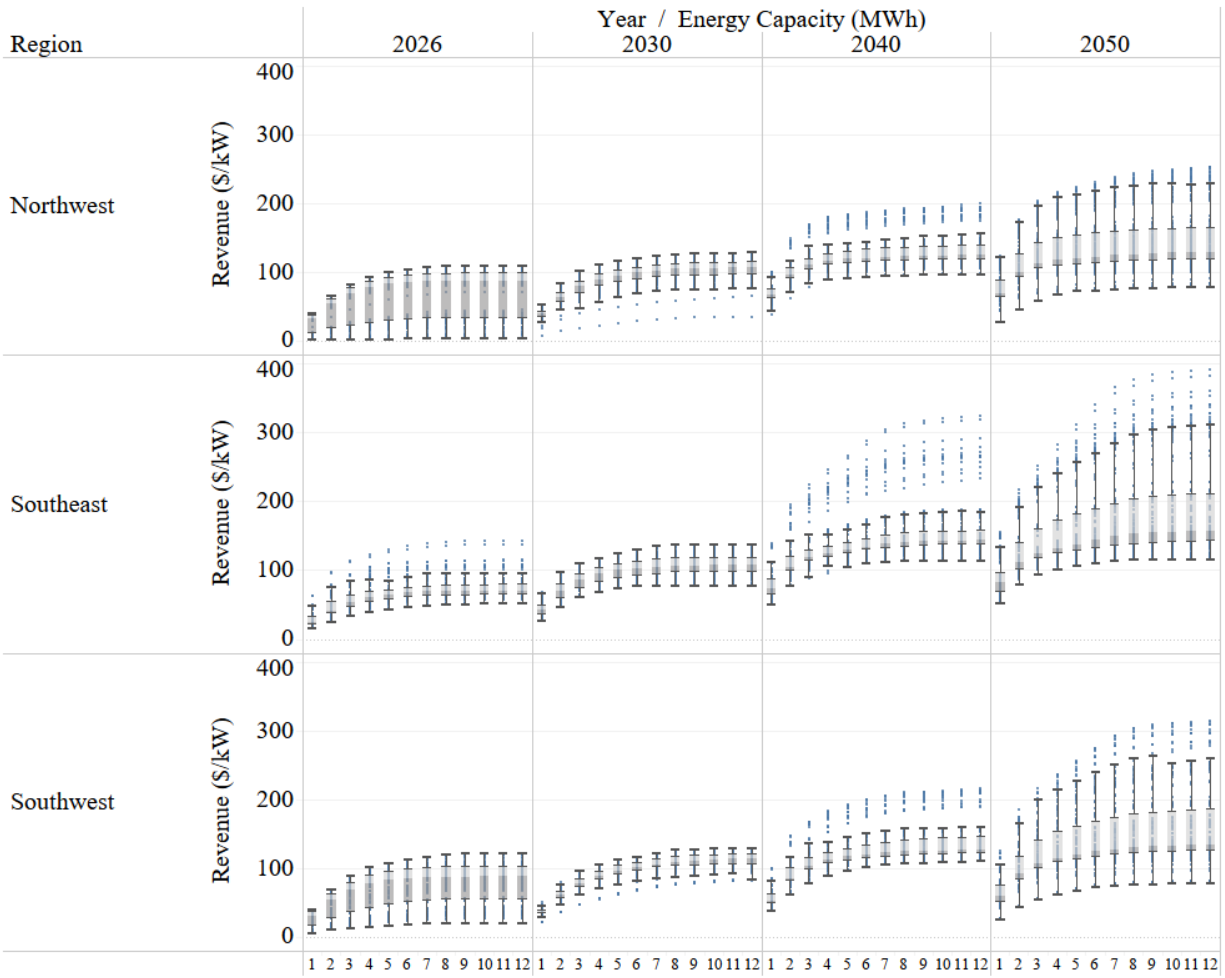 Year / Energy Capacity (MWh)
Region 2026 2030 2040 2050
Northwest
Revenue ($/kW)
400
300
200
100
0
Southeast
Revenue ($/kW)
400
300
200
100
0
Southwest
Revenue ($/kW)
400
300
200
100
0
1 2 3 4 5 6 7 8 9 10 11 12 1 2 3 4 5 6 7 8 9 10 11 12 1 2 3 4 5 6 7 8 9 10 11 12 1 2 3 4 5 6 7 8 9 10 11 12